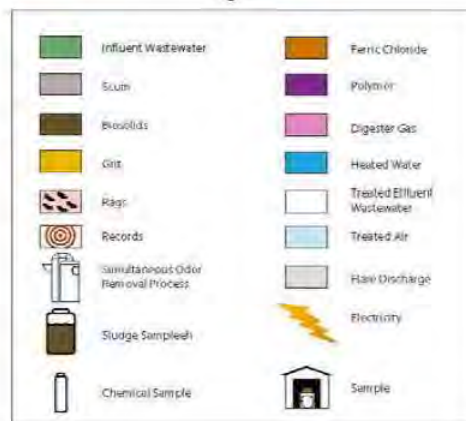 Influent Wastewater
Scum
Biosolids
Grit
Rags
Records
Simultaneous Odor
Removal Process
Sludge Sampleeh
Chemical Sample
Ferric Chloride
Polymer
Digester Gas
Heated Water
Treated Effluent
Wastewater
Treated Air
Flare Discharge
Electricity
Sample